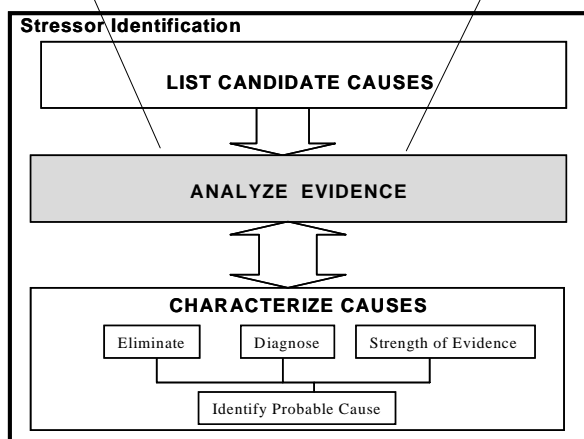 Stressor Identification
LIST CANDIDATE CAUSES
ANALYZE EVIDENCE
CHARACTERIZE CAUSES
Eliminate
Diagnose
Strength of Evidence
Identify Probable Cause